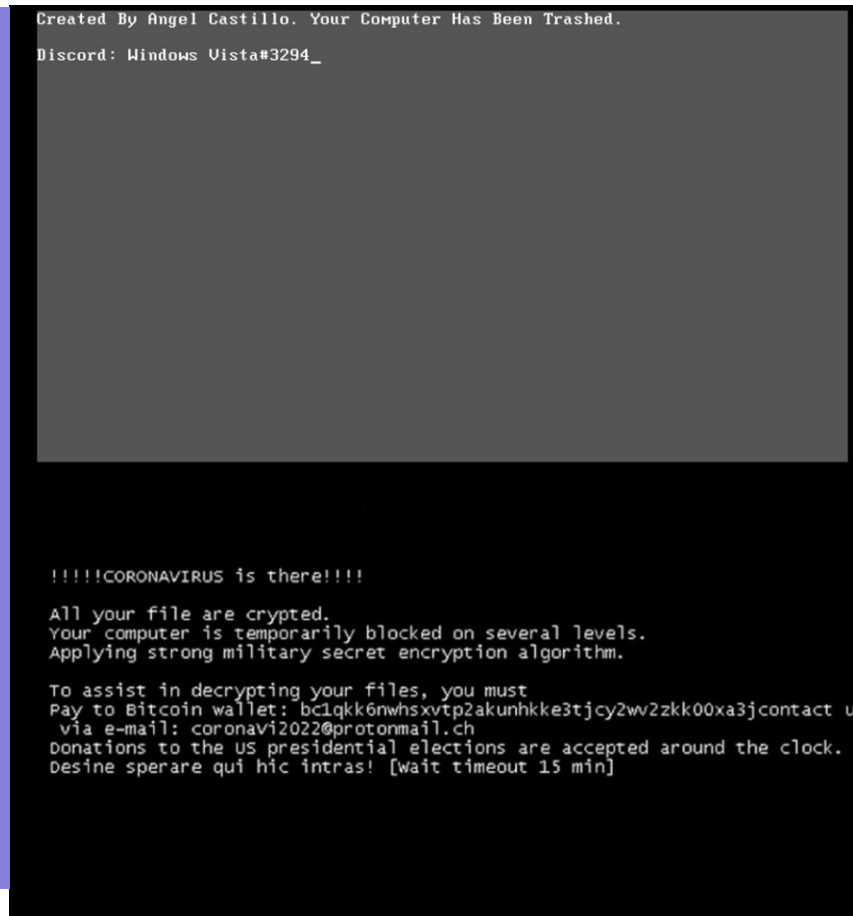 Created By Angel Castillo. Your Computer Has Been Trashed.
Discord: Windows Vista#3294_
!!!!!CORONAVIRUS is there!!!!
All your file are crypted.
Your computer is temporarily blocked on several levels.
Applying strong military secret encryption algorithm.
To assist in decrypting your files, you must
Pay to Bitcoin wallet: bc1qkk6nwhsxvtp2akunhkke3tjcy2wv2zkk00xa3jcontact u
via e-mail: coronaVi2022@protonmail.ch
Donations to the US presidential elections are accepted around the clock.
Desine sperare qui hic intras! [wait timeout 15 min]